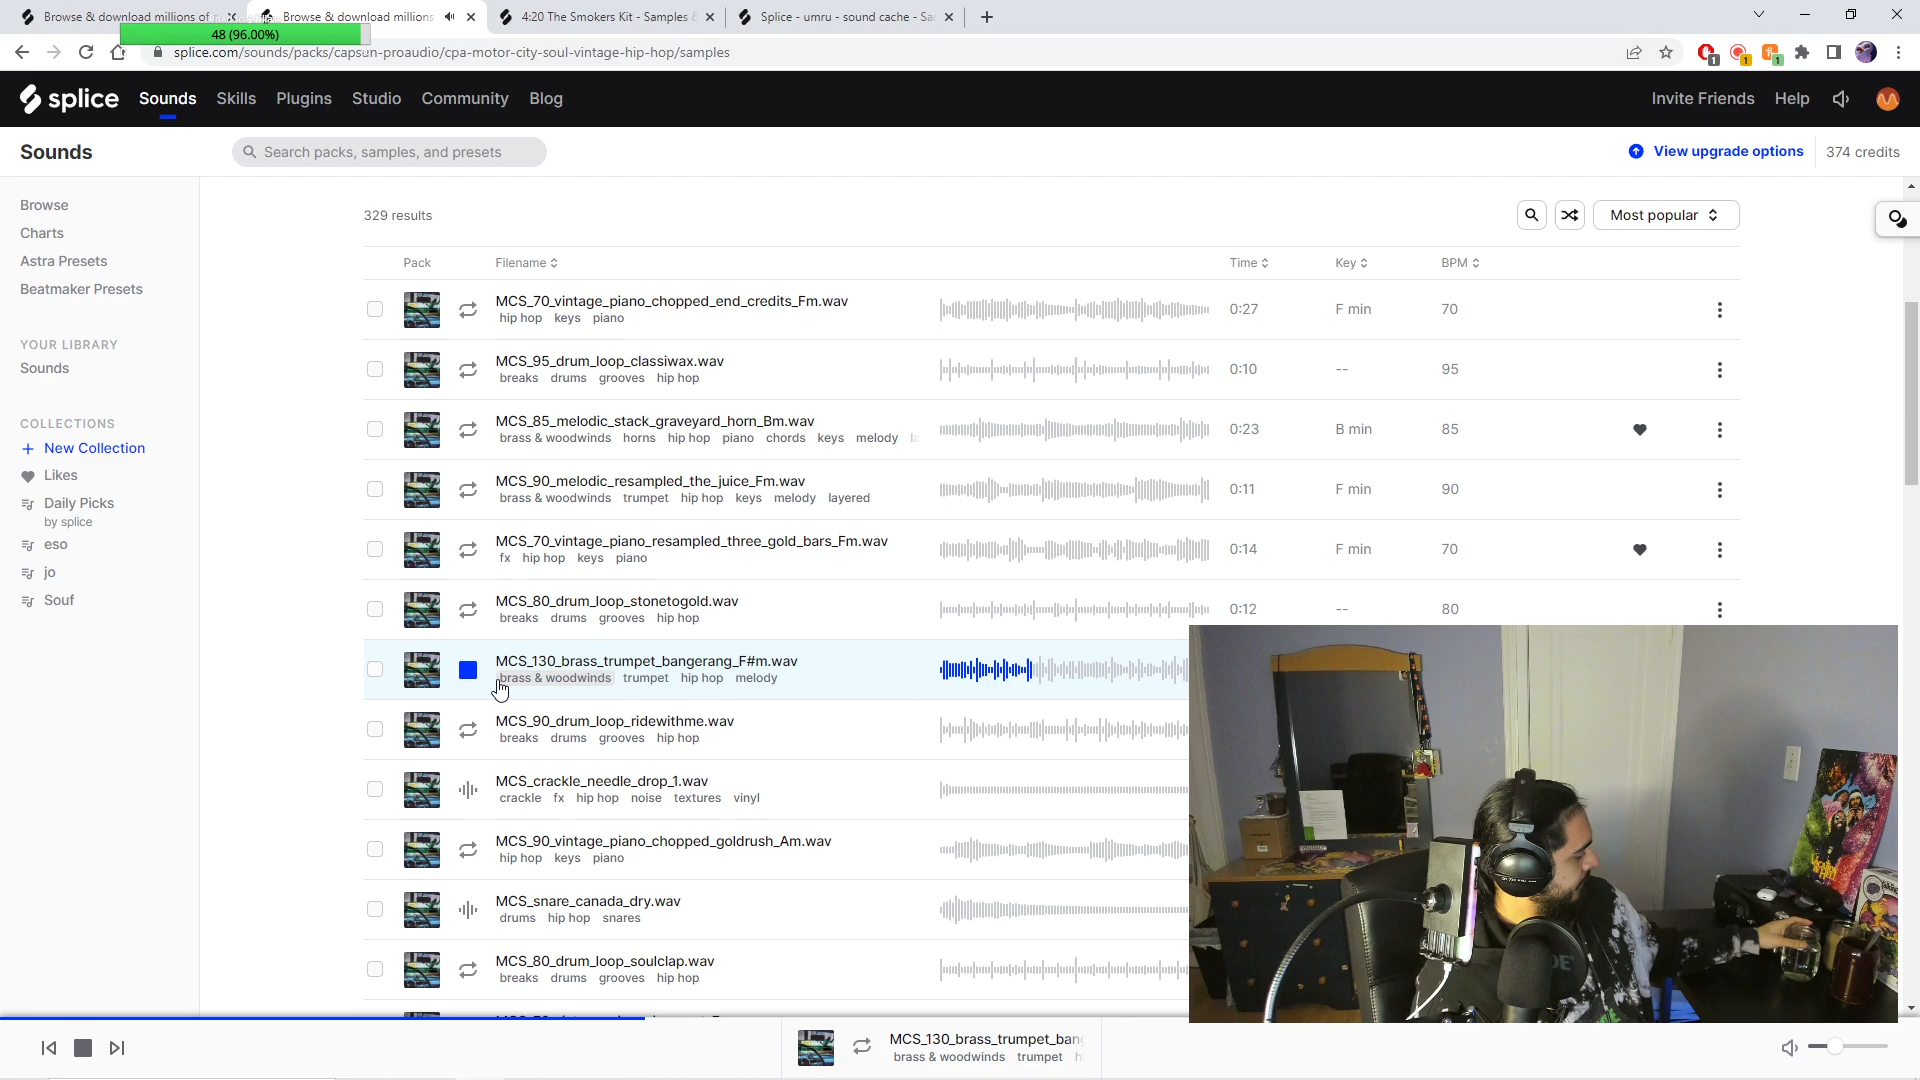 Browse & download millions of
Browse & download millions
4:20 The Smokers Kit - Samples &
Splice - umru - sound cache - Sa
48 (96.00%)
splice.com/sounds/packs/capsun-proaudio/cpa-motor-city-soul-vintage-hip-hop/samples
1
1
1
splice
Sounds
Skills
Plugins
Studio
Community
Blog
Invite Friends
Help
Sounds
Search packs, samples, and presets
View upgrade options
374 credits
Browse
Charts
Astra Presets
Beatmaker Presets
YOUR LIBRARY
Sounds
COLLECTIONS
New Collection
Likes
Daily Picks
by splice
eso
jo
Souf
329 results
Most popular
Pack Filename Time Key BPM
MCS_70_vintage_piano_chopped_end_credits_Fm.wav 0:27 F min 70
hip hop keys piano
MCS_95_drum_loop_classiwax.wav 0:10 -- 95
breaks drums grooves hip hop
MCS_85_melodic_stack_graveyard_horn_Bm.wav 0:23 B min 85
brass & woodwinds horns hip hop piano chords keys melody la
MCS_90_melodic_resampled_the_juice_Fm.wav 0:11 F min 90
brass & woodwinds trumpet hip hop keys melody layered
MCS_70_vintage_piano_resampled_three_gold_bars_Fm.wav 0:14 F min 70
fx hip hop keys piano
MCS_80_drum_loop_stonetogold.wav 0:12 -- 80
breaks drums grooves hip hop
MCS_130_brass_trumpet_bangerang_F#m.wav
brass & woodwinds trumpet hip hop melody
MCS_90_drum_loop_ridewithme.wav
breaks drums grooves hip hop
MCS_crackle_needle_drop_1.wav
crackle fx hip hop noise textures vinyl
MCS_90_vintage_piano_chopped_goldrush_Am.wav
hip hop keys piano
MCS_snare_canada_dry.wav
drums hip hop snares
MCS_80_drum_loop_soulclap.wav
breaks drums grooves hip hop
MCS_130_brass_trumpet_ban
brass & woodwinds trumpet h